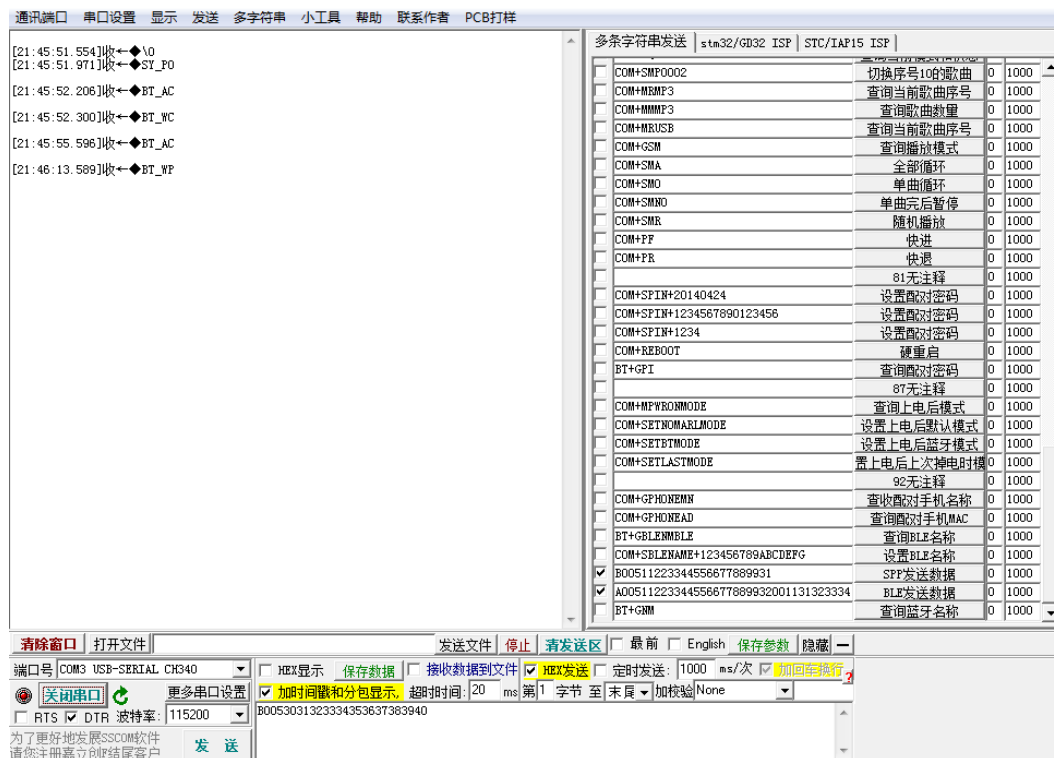 通讯端口 串口设置 显示 发送 多字符串 小工具 帮助 联系作者 PCB打样
[21:45:51.554]收←◆\0
[21:45:51.971]收←◆SY_PO
[21:45:52.206]收←◆BT_AC
[21:45:52.300]收←◆BT_WC
[21:45:55.596]收←◆BT_AC
[21:46:13.589]收←◆BT_WP
多条字符串发送 stm32/GD32 ISP STC/IAP15 ISP
COM+SMP0002 切换序号10的歌曲 0 1000
COM+MRMP3 查询当前歌曲序号 0 1000
COM+MMMP3 查询歌曲数量 0 1000
COM+MRUSB 查询当前歌曲序号 0 1000
COM+GSM 查询播放模式 0 1000
COM+SMA 全部循环 0 1000
COM+SMO 单曲循环 0 1000
COM+SMNO 单曲完后暂停 0 1000
COM+SMR 随机播放 0 1000
COM+PF 快进 0 1000
COM+PR 快退 0 1000
81无注释 0 1000
COM+SPIN+20140424 设置配对密码 0 1000
COM+SPIN+1234567890123456 设置配对密码 0 1000
COM+SPIN+1234 设置配对密码 0 1000
COM+REBOOT 硬重启 0 1000
BT+GPI 查询配对密码 0 1000
87无注释 0 1000
COM+MPWRONMODE 查询上电后模式 0 1000
COM+SETNOMARLMODE 设置上电后默认模式 0 1000
COM+SETBTMODE 设置上电后蓝牙模式 0 1000
COM+SETLASTMODE 置上电后上次掉电时模 0 1000
92无注释 0 1000
COM+GPHONEMN 查收配对手机名称 0 1000
COM+GPHONEAD 查询配对手机MAC 0 1000
BT+GBLENMBLE 查询BLE名称 0 1000
COM+SBLENAME+123456789ABCDEFG 设置BLE名称 0 1000
B00511223344556677889931 SPP发送数据 0 1000
A00511223344556677889932001131323334 BLE发送数据 0 1000
BT+GNM 查询蓝牙名称 0 1000
清除窗口 打开文件 发送文件 停止 清发送区 最前 English 保存参数 隐藏
端口号 COM3 USB-SERIAL CH340 HEX显示 保存数据 接收数据到文件 HEX发送 定时发送: 1000 ms/次 加回车换行 ?
关闭串口 更多串口设置 加时间戳和分包显示, 超时时间: 20 ms 第1 字节 至 末尾 加校验None
RTS DTR 波特率: 115200 B00530313233343536373839​40
为了更好地发展SSCOM软件
请您注册嘉立创F结尾客户 发 送